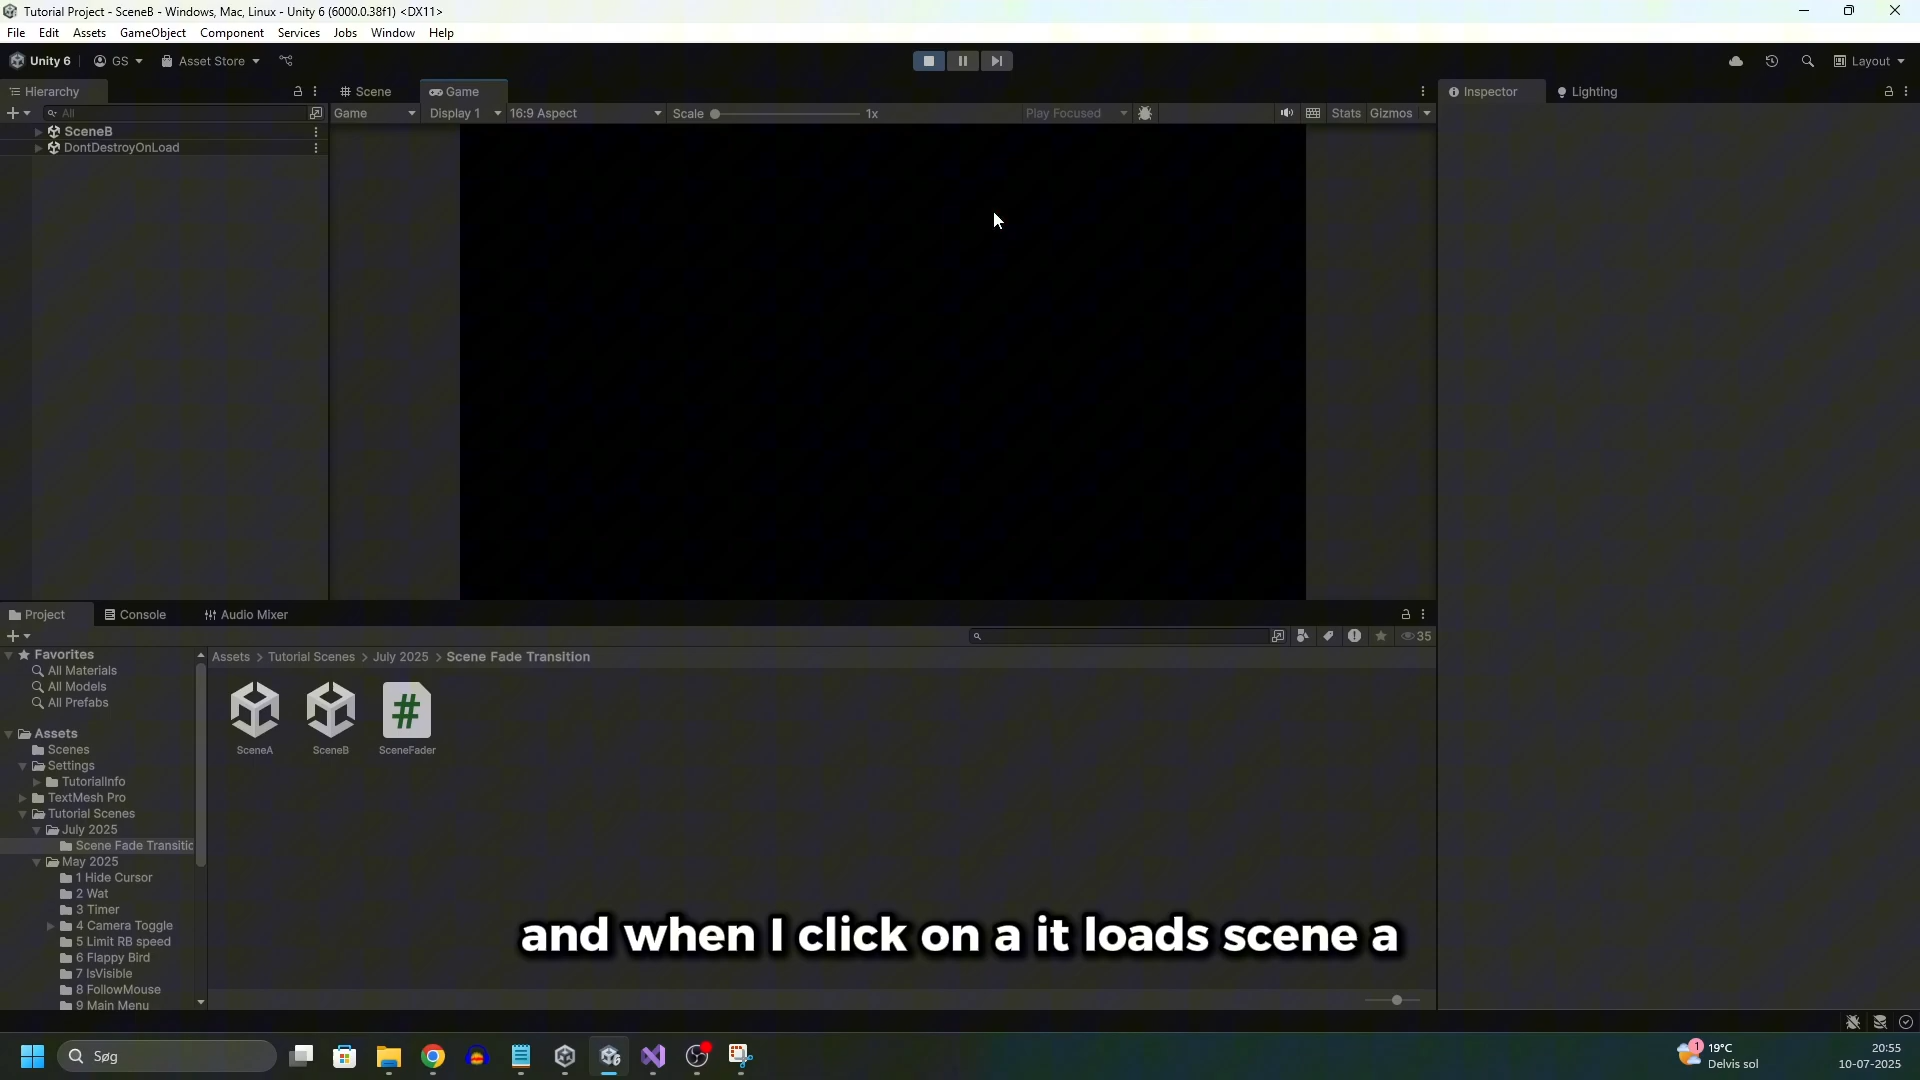 Tutorial Project - SceneB - Windows, Mac, Linux - Unity 6 (6000.0.38f1) <DX11>
File Edit Assets GameObject Component Services Jobs Window Help
Unity 6 GS Asset Store Layout
Hierarchy Scene Game Inspector Lighting
All Game Display 1 16:9 Aspect Scale 1x Play Focused Stats Gizmos
SceneB
DontDestroyOnLoad
Project Console Audio Mixer
35
Favorites
All Materials
All Models
All Prefabs
Assets
Scenes
Settings
TutorialInfo
TextMesh Pro
Tutorial Scenes
July 2025
Scene Fade Transitic
May 2025
1 Hide Cursor
2 Wat
3 Timer
4 Camera Toggle
5 Limit RB speed
6 Flappy Bird
7 IsVisible
8 FollowMouse
9 Main Menu
Assets > Tutorial Scenes > July 2025 > Scene Fade Transition
SceneA SceneB SceneFader
and when I click on a it loads scene a
Søg
1
19°C
Delvis sol
20:55
10-07-2025